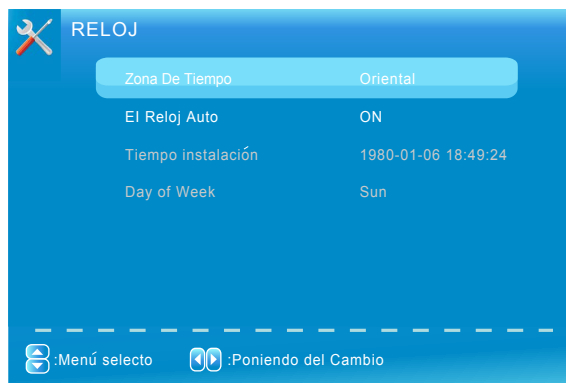 RELOJ
Zona De Tiempo Oriental
El Reloj Auto ON
Tiempo instalación 1980-01-06 18:49:24
Day of Week Sun
:Menú selecto :Poniendo del Cambio